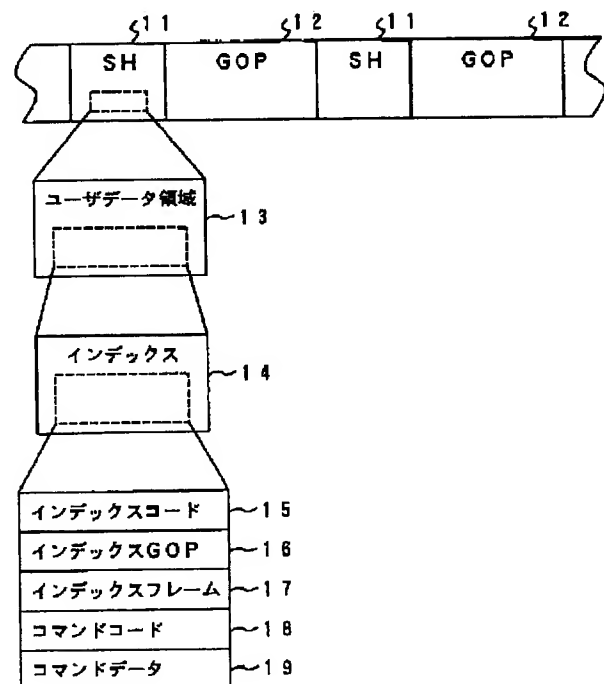 11 12 11 12
SH GOP SH GOP
ユーザデータ領域 13
インデックス 14
インデックスコード 15
インデックスGOP 16
インデックスフレーム 17
コマンドコード 18
コマンドデータ 19